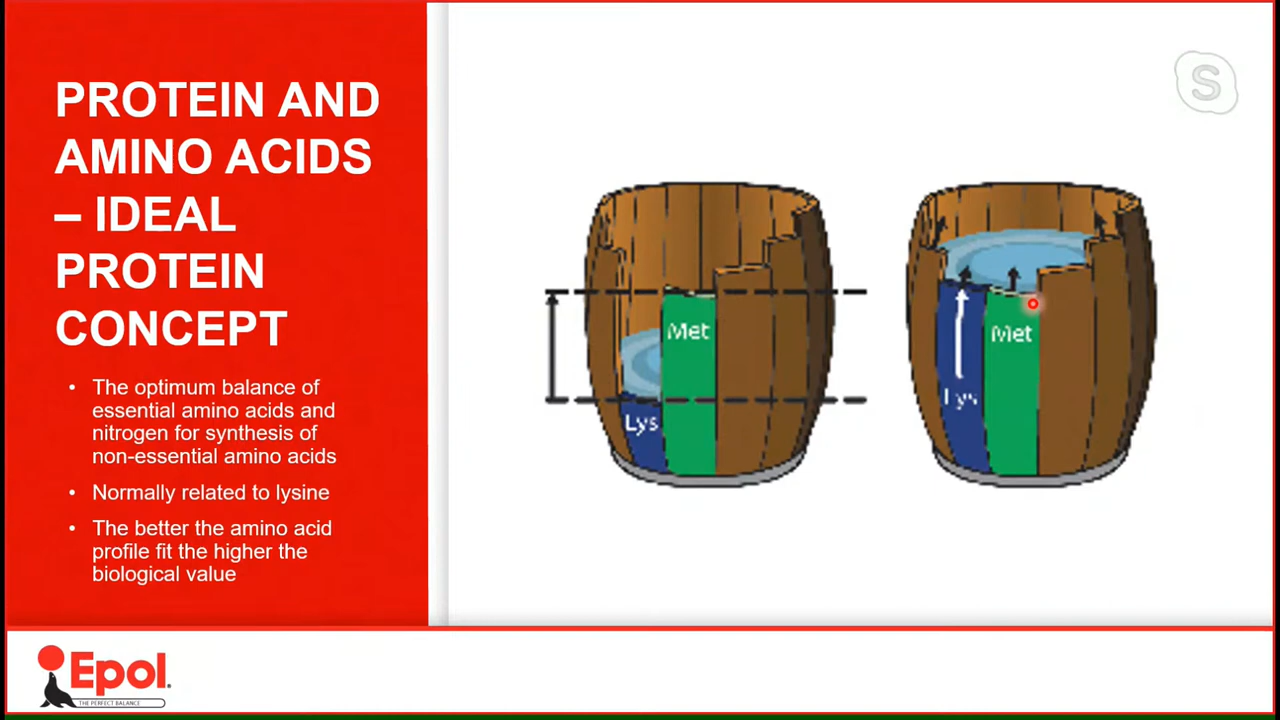 PROTEIN AND
AMINO ACIDS
– IDEAL
PROTEIN
CONCEPT
• The optimum balance of
essential amino acids and
nitrogen for synthesis of
non-essential amino acids
• Normally related to lysine
• The better the amino acid
profile fit the higher the
biological value
Met
Lys
Met
Lys
S
Epol
THE PERFECT BALANCE